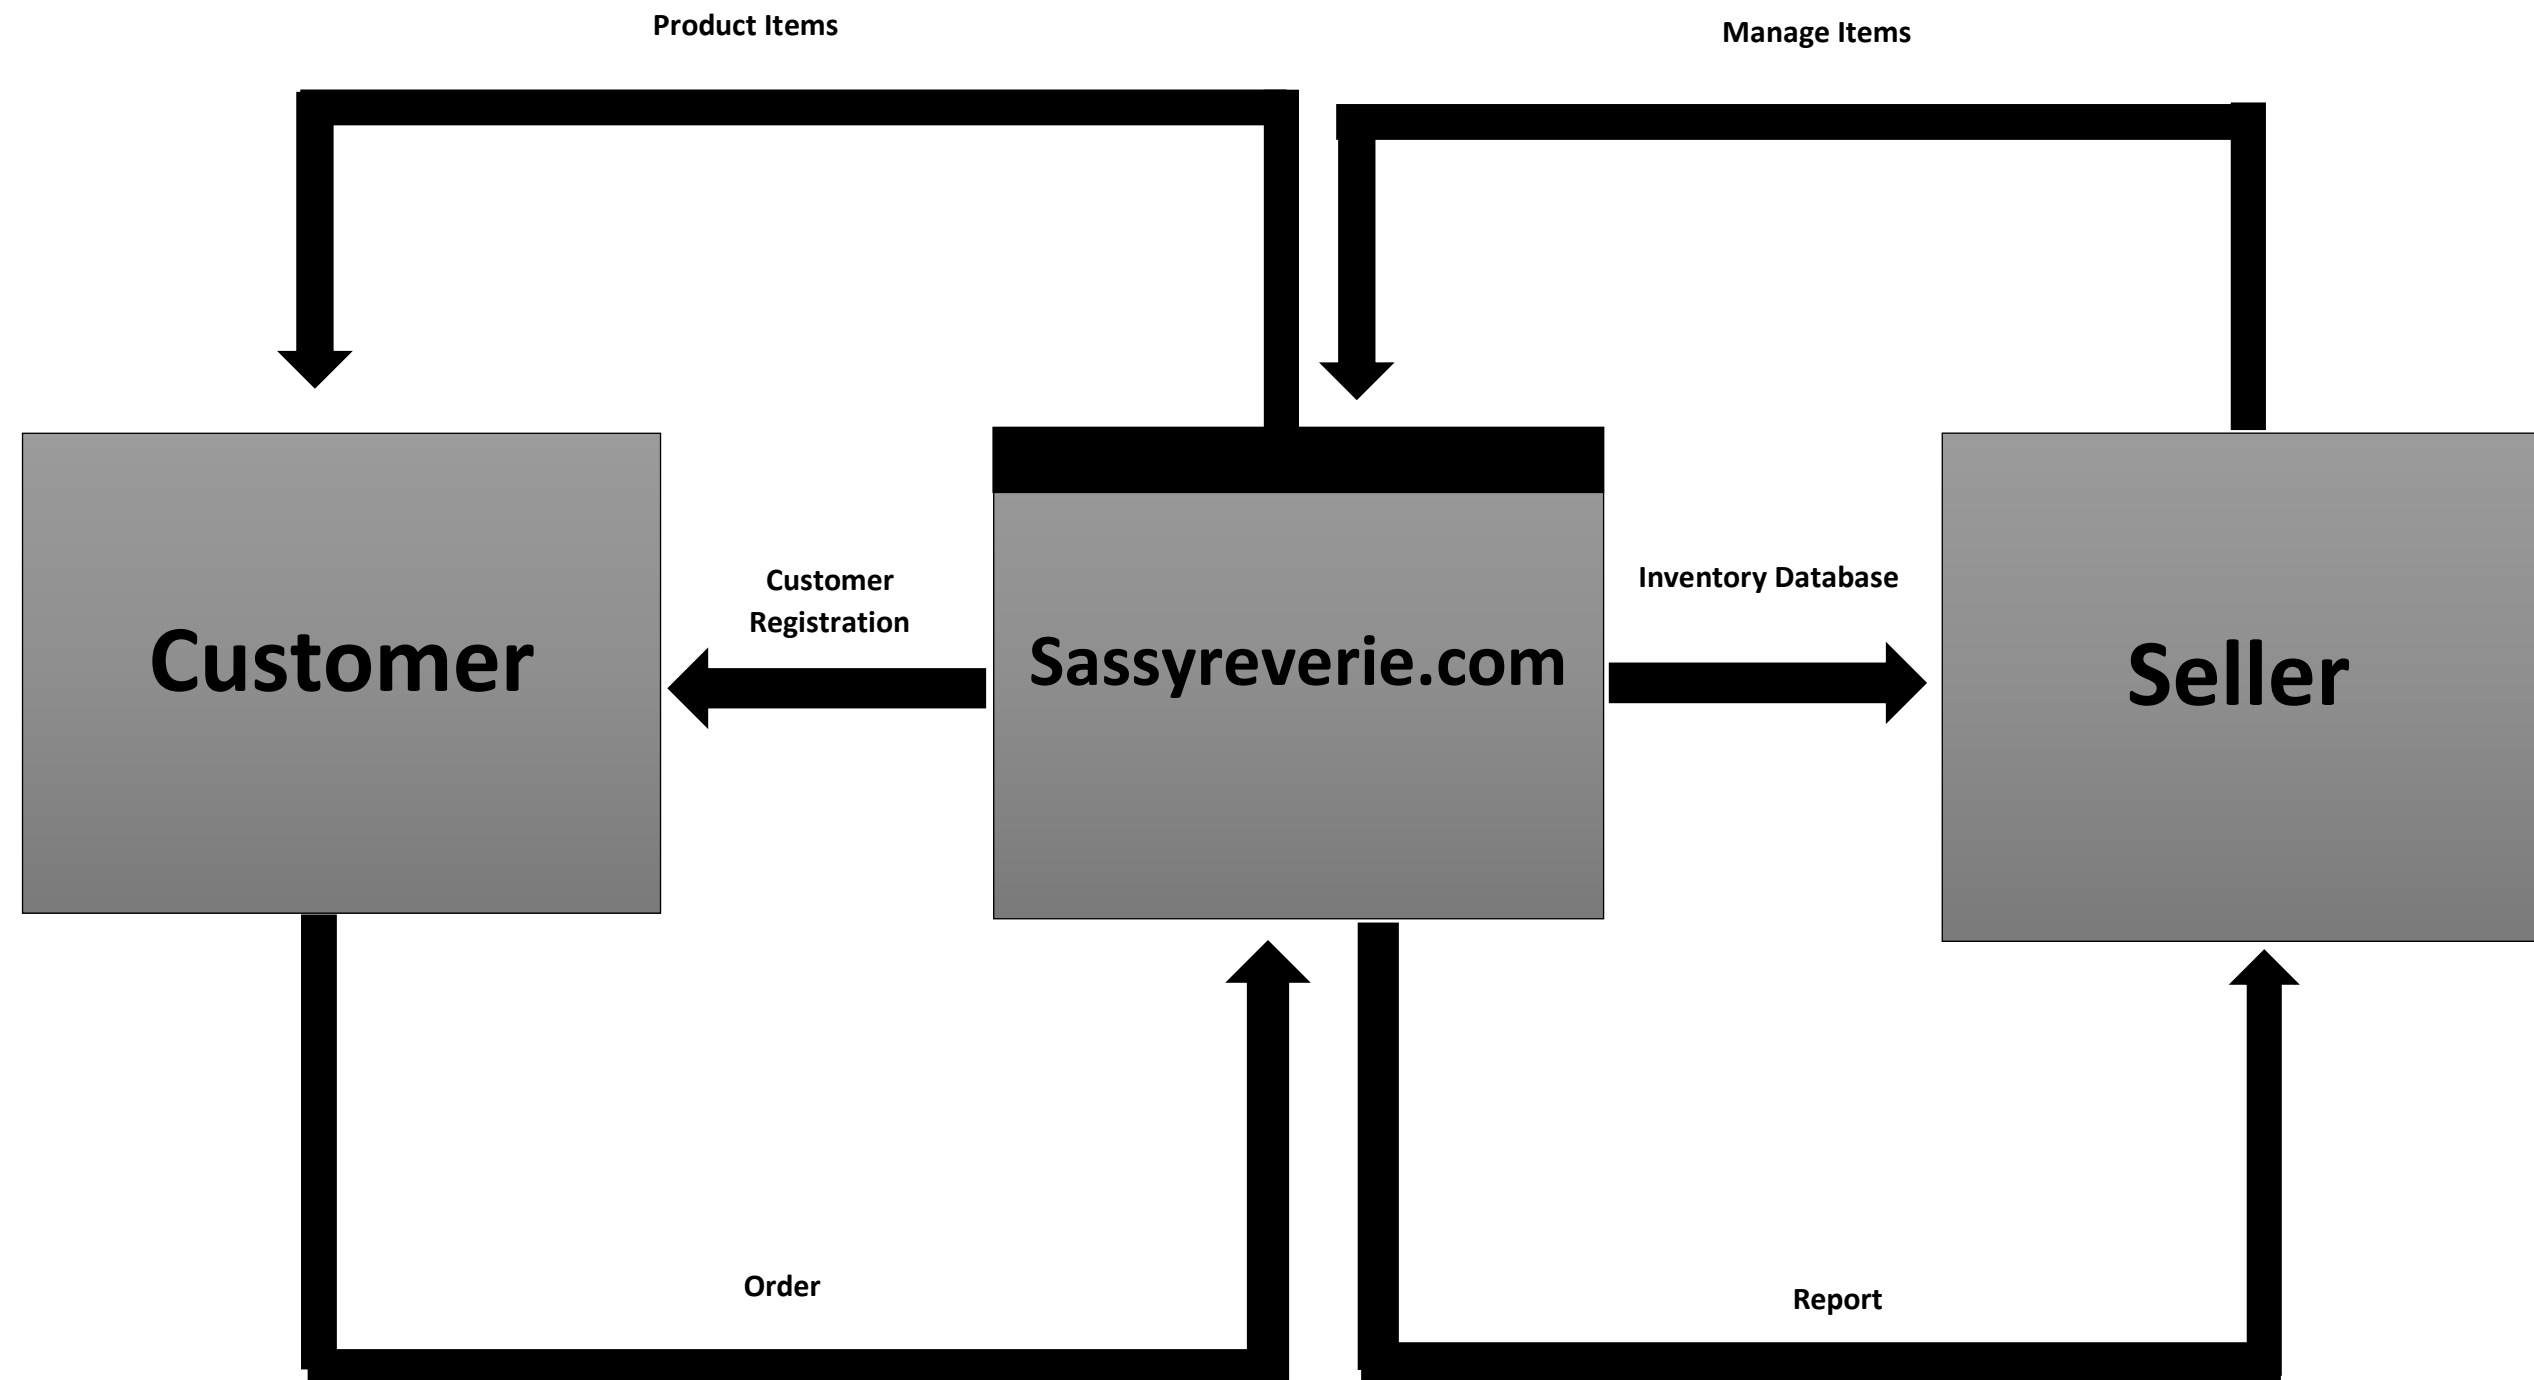 Product Items
Manage Items
Customer
Registration
Inventory Database
Customer
Sassyreverie.com
Seller
Order
Report